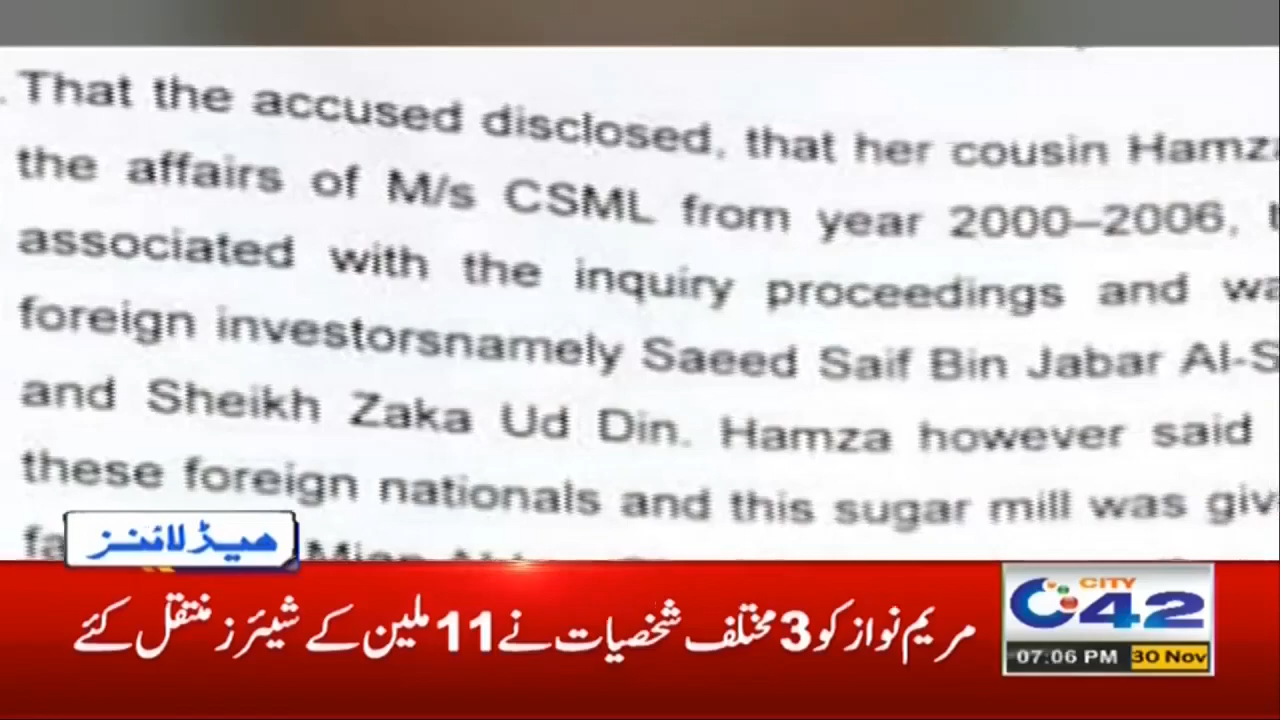 That the accused disclosed, that her cousin Hamza
the affairs of M/s CSML from year 2000–2006,
associated with the inquiry proceedings and
foreign investorsnamely Saeed Saif Bin Jabar Al-S
and Sheikh Zaka Ud Din. Hamza however said
these foreign nationals and this sugar mill was giv
ہیڈلائنز
مریم نواز کو 3 مختلف شخصیات نے 11 ملین کے شیئرز منتقل کئے
CITY
42
07:06 PM 30 Nov